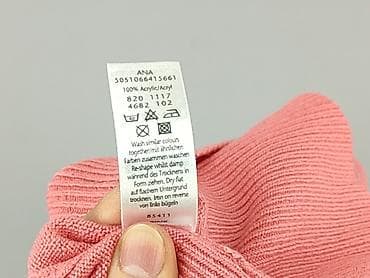 ANA
5051066415661
100% Acrylic/Acryl
820 1117
4682 102
Wash similar colours
together/mit ähnlichen
Farben zusammen waschen
Re-shape whilst damp
während des Trocknens in
Form ziehen. Dry flat
auf flachem Untergrund
trocknen. Iron on reverse
von links bügeln
85411